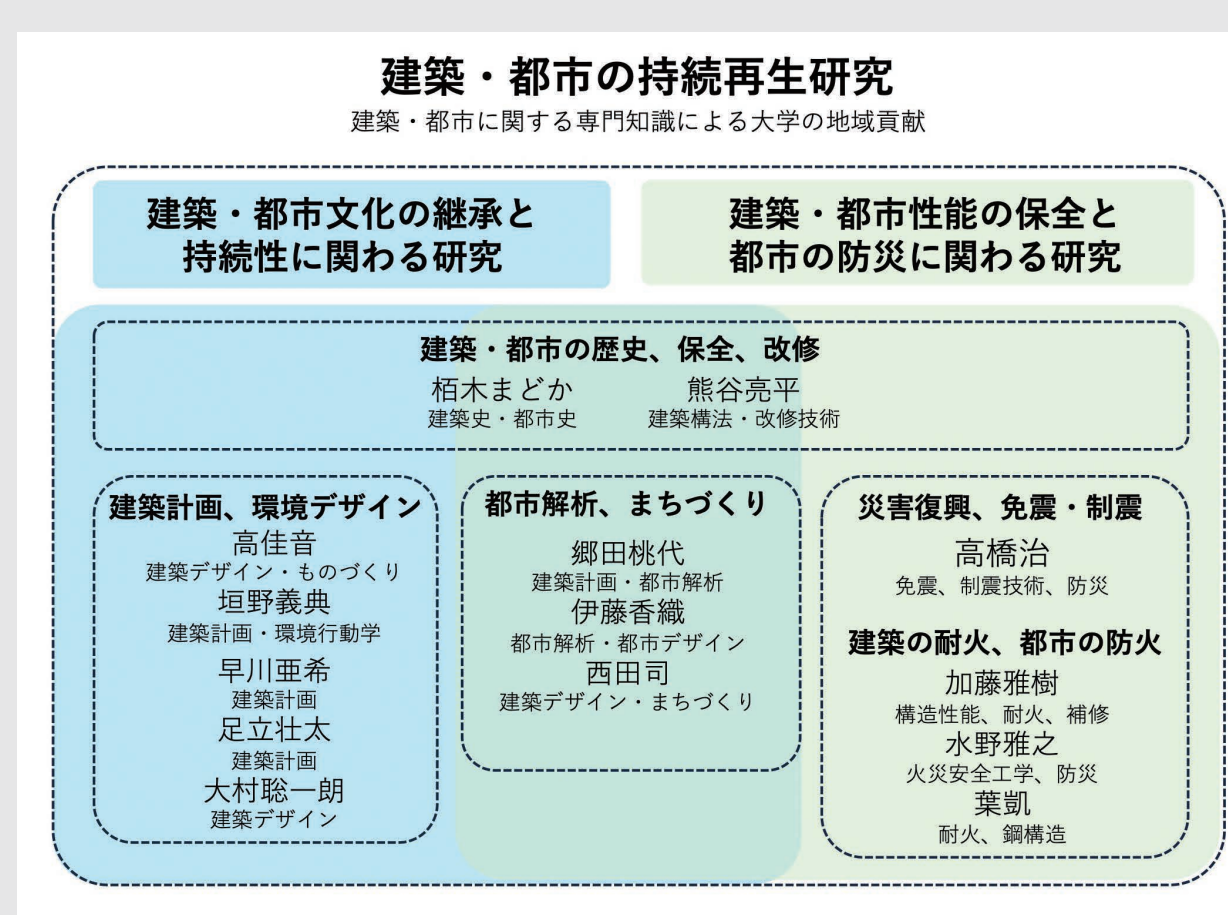 建築・都市の持続再生研究
建築・都市に関する専門知識による大学の地域貢献
建築・都市文化の継承と
持続性に関わる研究
建築・都市性能の保全と
都市の防災に関わる研究
建築・都市の歴史、保全、改修
栢木まどか
建築史・都市史
熊谷亮平
建築構法・改修技術
建築計画、環境デザイン
高佳音
建築デザイン・ものづくり
垣野義典
建築計画・環境行動学
早川亜希
建築計画
足立壮太
建築計画
大村聡一朗
建築デザイン
都市解析、まちづくり
郷田桃代
建築計画・都市解析
伊藤香織
都市解析・都市デザイン
西田司
建築デザイン・まちづくり
災害復興、免震・制震
高橋治
免震、制震技術、防災
建築の耐火、都市の防火
加藤雅樹
構造性能、耐火、補修
水野雅之
火災安全工学、防災
葉凱
耐火、鋼構造